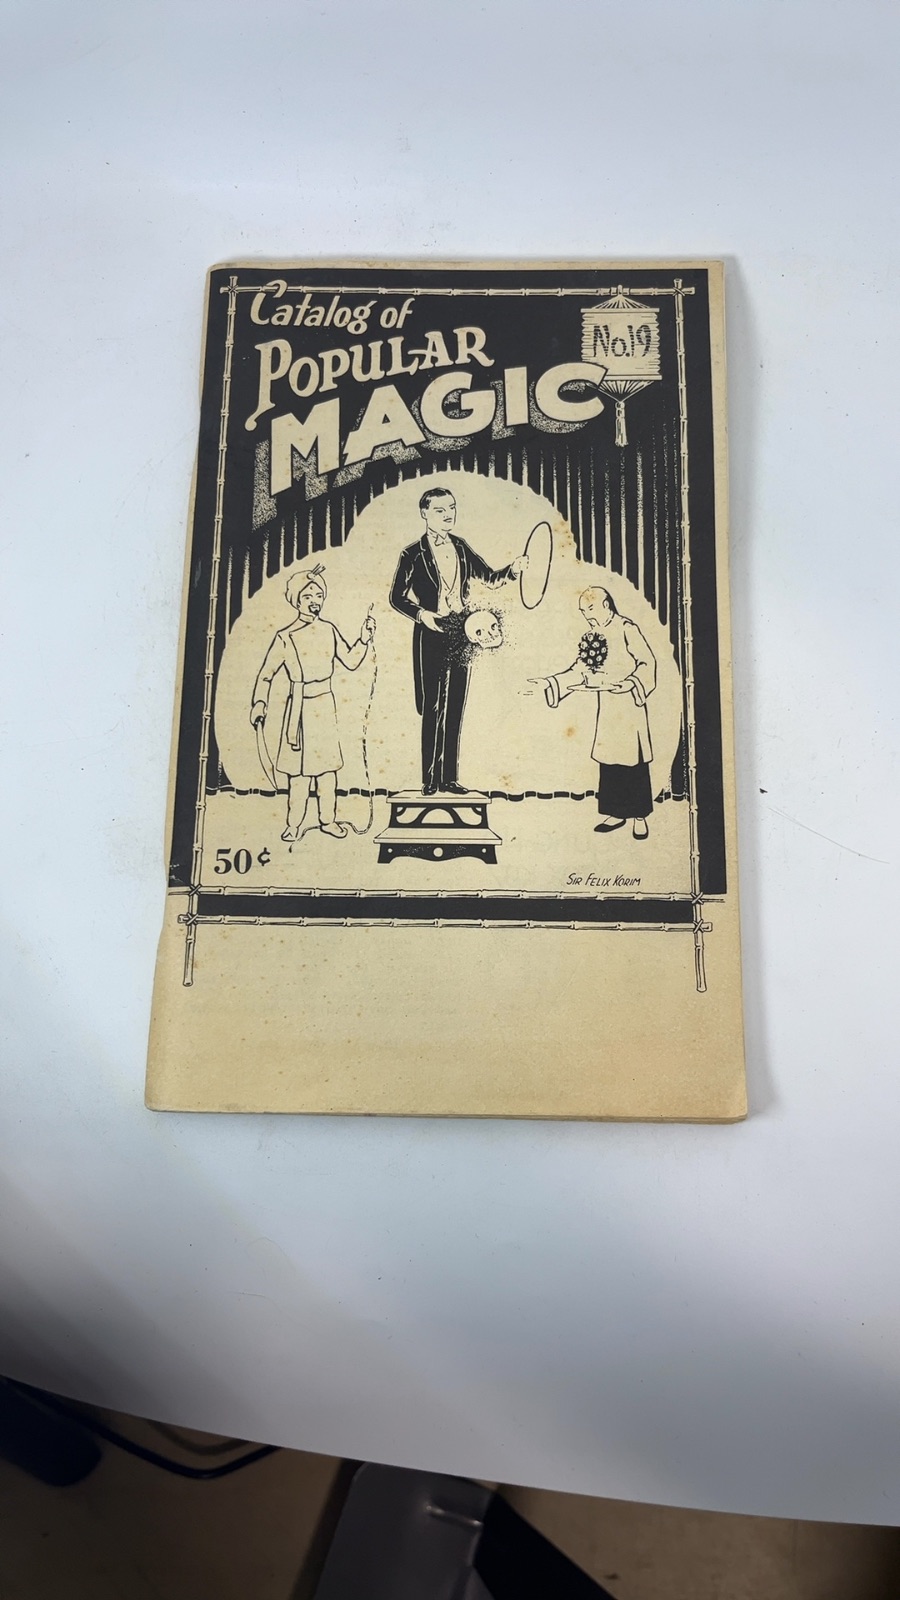 Catalog of
POPULAR
MAGIC
No.19
50¢
SIR FELIX KORIM